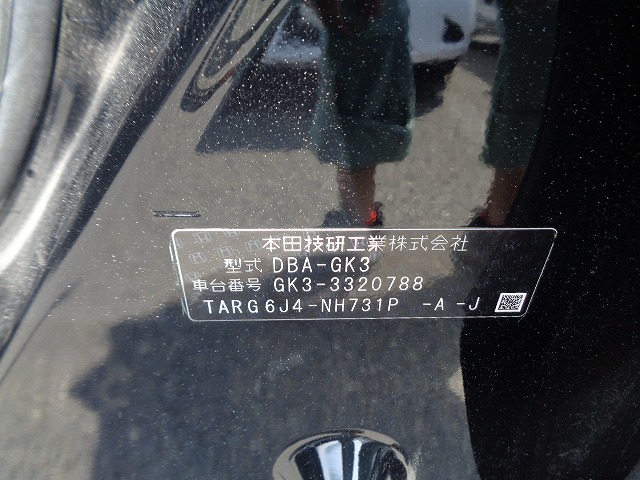 本田技研工業株式会社
型式 DBA-GK3
車台番号 GK3-3320788
TARG6J4-NH731P -A -J